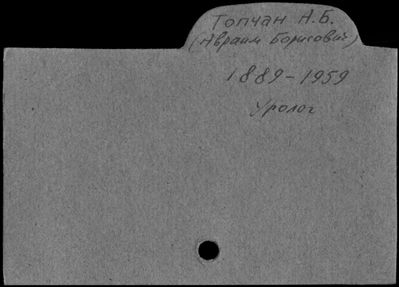 Топчан А.Б.
(Авраам Борисович)
1889-1959
Уролог